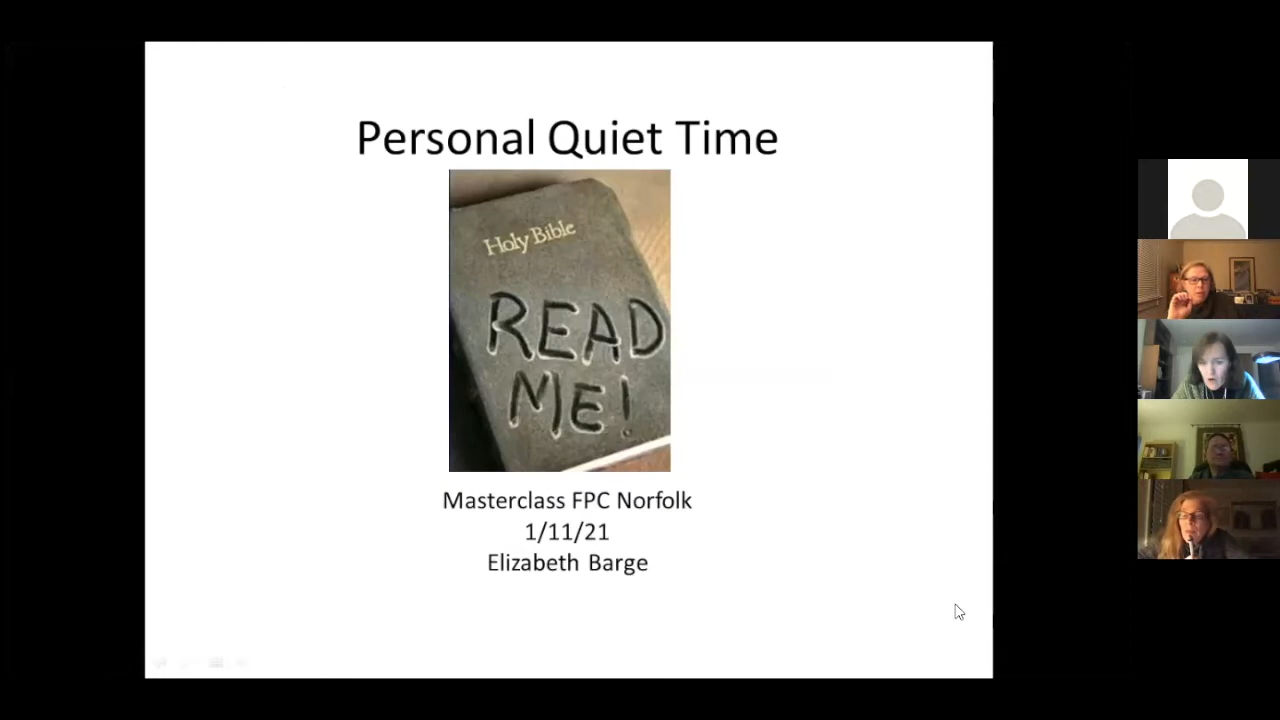 Personal Quiet Time
Holy Bible
READ
ME!
Masterclass FPC Norfolk
1/11/21
Elizabeth Barge